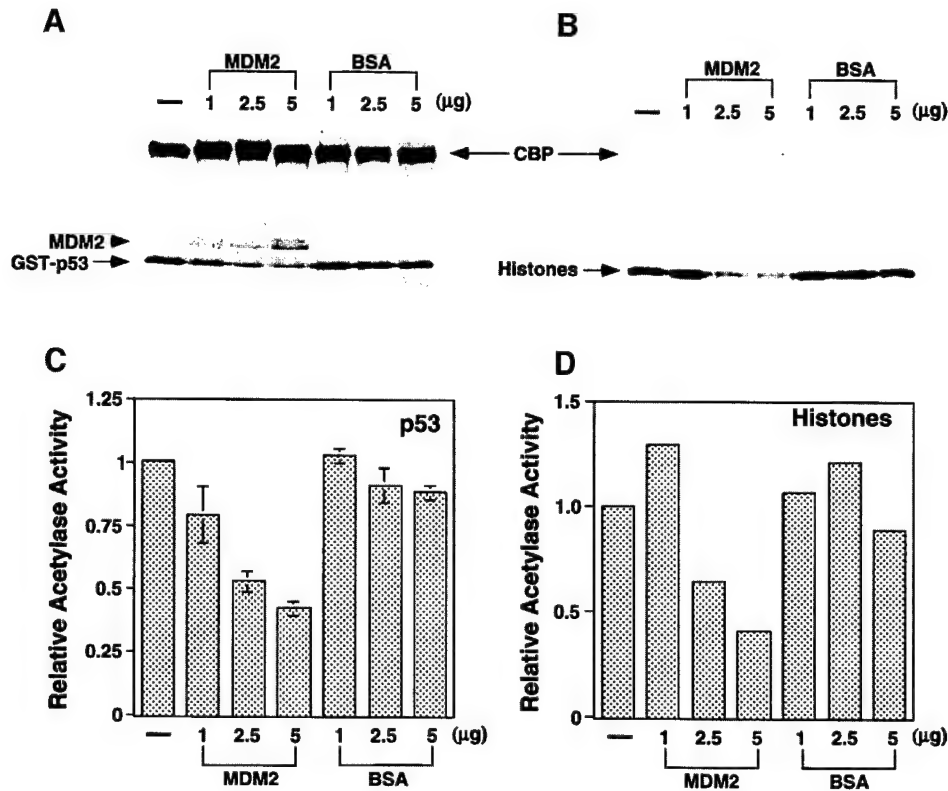 A
B
MDM2
BSA
— 1 2.5 5 1 2.5 5 (µg)
MDM2
BSA
— 1 2.5 5 1 2.5 5 (µg)
CBP
MDM2
GST-p53
Histones
C
D
p53
Relative Acetylase Activity
1.25
1
0.75
0.5
0.25
0
— 1 2.5 5 1 2.5 5 (µg)
MDM2
BSA
Histones
Relative Acetylase Activity
1.5
1.0
0.5
0
— 1 2.5 5 1 2.5 5 (µg)
MDM2
BSA